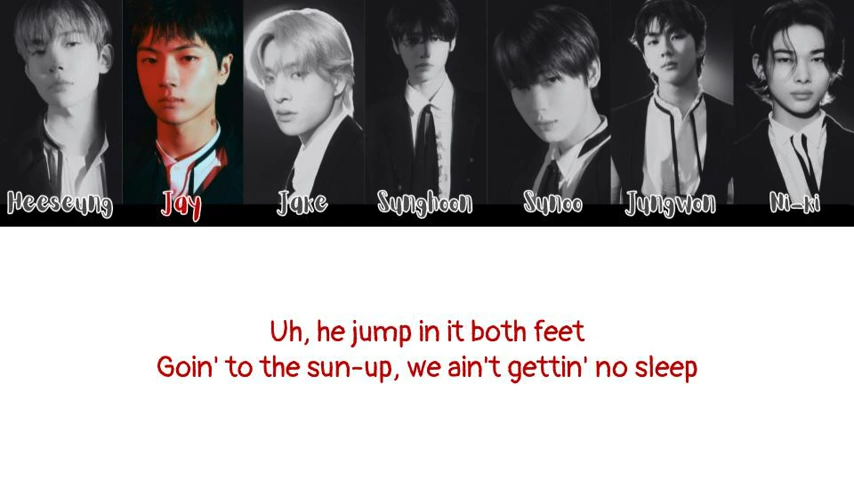 Heeseung Jay Jake Sunghoon Sunoo Jungwon Ni-ki
Uh, he jump in it both feet
Goin' to the sun-up, we ain't gettin' no sleep